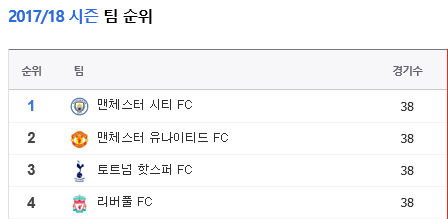 2017/18 시즌 팀 순위
순위 팀 경기수
1 맨체스터 시티 FC 38
2 맨체스터 유나이티드 FC 38
3 토트넘 핫스퍼 FC 38
4 리버풀 FC 38